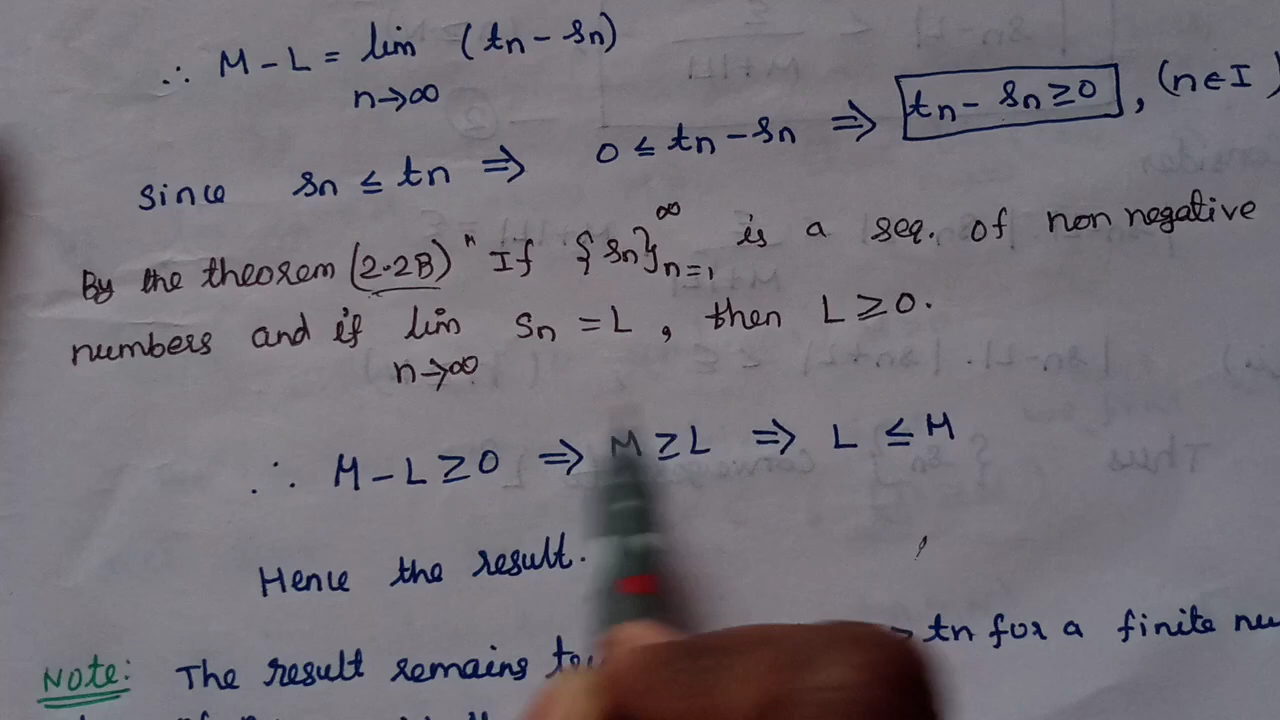 ∴ M - L = lim (tn - sn)
n→∞
since sn ≤ tn ⇒ 0 ≤ tn - sn ⇒ tn - sn ≥ 0, (n ∈ I)
By the theorem (2.2B) " If {sn}∞n=1 is a seq. of non negative
numbers and if lim sn = L, then L ≥ 0.
n→∞
∴ M - L ≥ 0 ⇒ M ≥ L ⇒ L ≤ M
Hence the result.
Note: The result remains tn for a finite